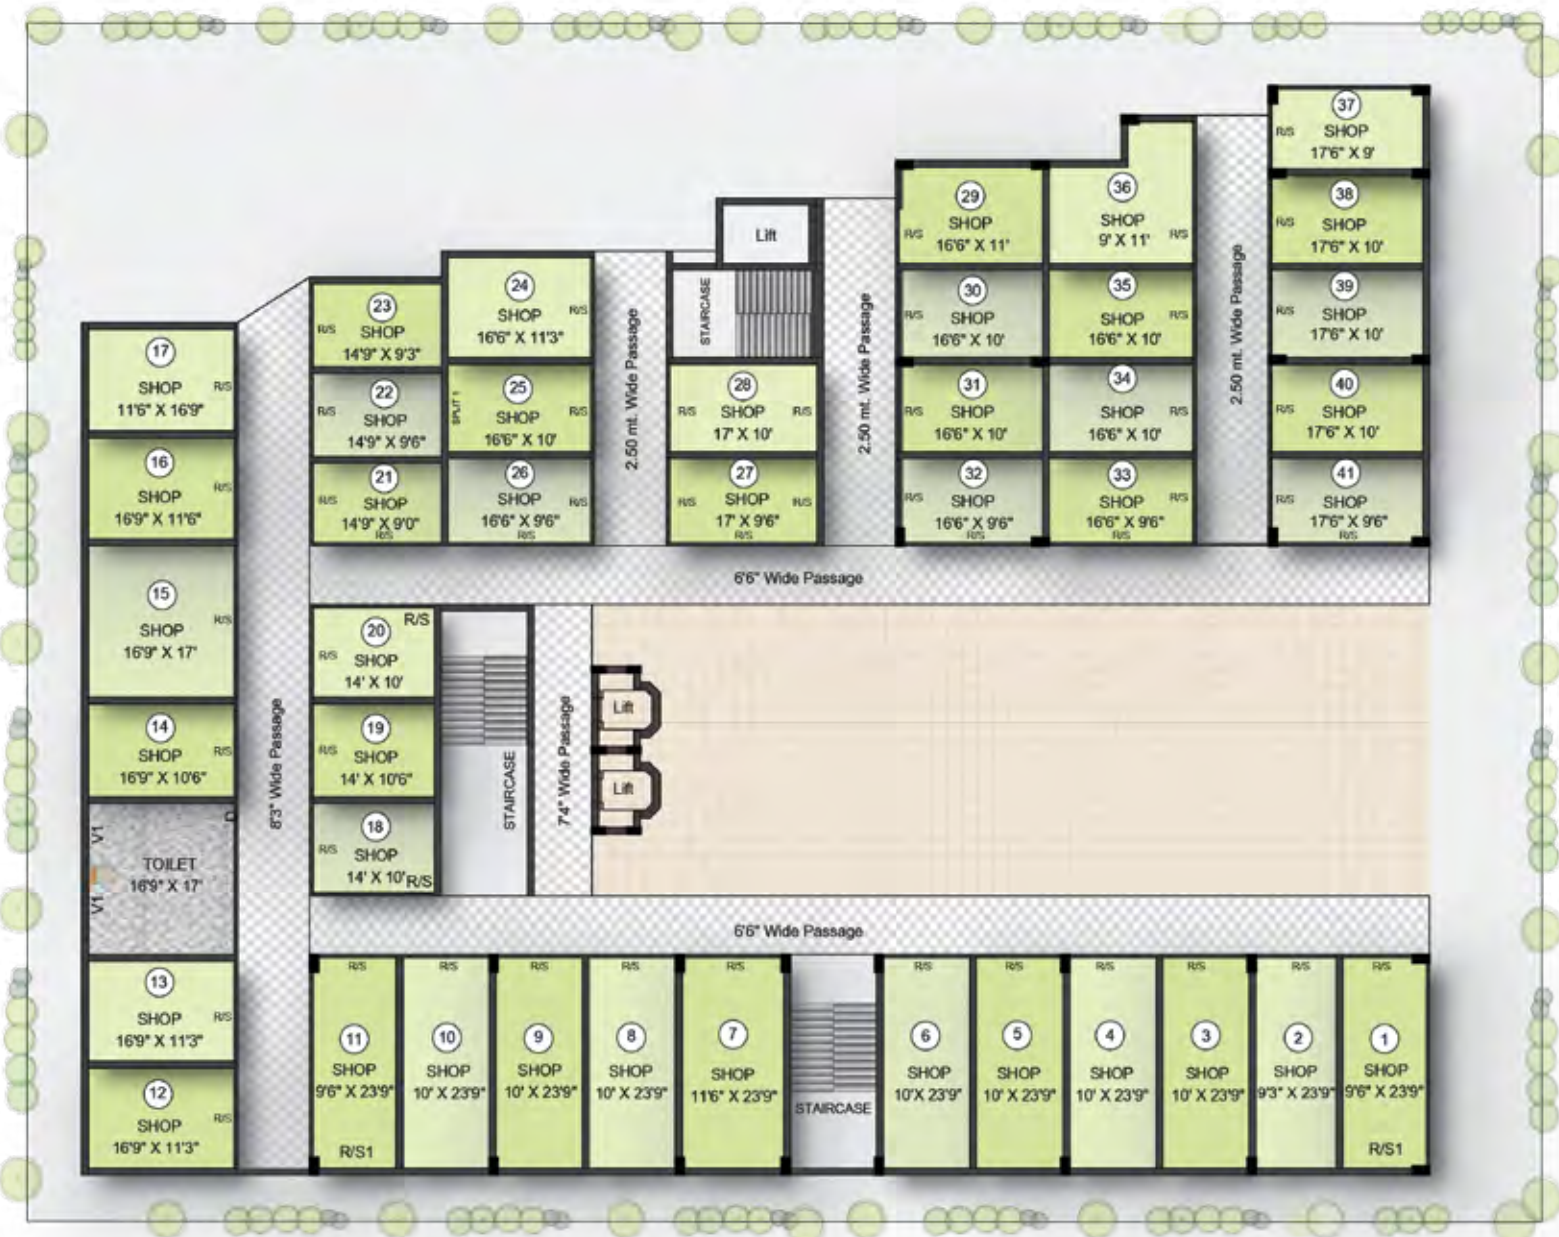 37
R/S
SHOP
17'6" X 9'
38
R/S
SHOP
17'6" X 10'
39
R/S
SHOP
17'6" X 10'
40
R/S
SHOP
17'6" X 10'
41
R/S
SHOP
17'6" X 9'6"
R/S
2.50 mt. Wide Passage
36
SHOP
9' X 11'
R/S
35
SHOP
R/S
16'6" X 10'
34
SHOP
R/S
16'6" X 10'
33
SHOP
R/S
16'6" X 9'6"
R/S
29
SHOP
R/S
16'6" X 11'
30
R/S
SHOP
16'6" X 10'
31
R/S
SHOP
16'6" X 10'
32
R/S
SHOP
16'6" X 9'6"
R/S
2.50 mt. Wide Passage
Lift
STAIRCASE
28
R/S
SHOP
R/S
17' X 10'
27
R/S
SHOP
R/S
17' X 9'6"
R/S
2.50 mt. Wide Passage
24
SHOP
R/S
16'6" X 11'3"
25
SPLIT 1
SHOP
R/S
16'6" X 10'
26
SHOP
R/S
16'6" X 9'6"
R/S
23
R/S
SHOP
14'9" X 9'3"
22
R/S
SHOP
14'9" X 9'6"
21
R/S
SHOP
14'9" X 9'0"
R/S
17
SHOP
R/S
11'6" X 16'9"
16
SHOP
R/S
16'9" X 11'6"
15
SHOP
R/S
16'9" X 17'
14
SHOP
R/S
16'9" X 10'6"
V1
TOILET
16'9" X 17'
V1
13
SHOP
R/S
16'9" X 11'3"
12
SHOP
R/S
16'9" X 11'3"
8'3" Wide Passage
6'6" Wide Passage
20
R/S
R/S
SHOP
14' X 10'
19
R/S
SHOP
14' X 10'6"
18
R/S
SHOP
14' X 10'
R/S
STAIRCASE
7'4" Wide Passage
Lift
Lift
6'6" Wide Passage
R/S
11
SHOP
9'6" X 23'9"
R/S1
R/S
10
SHOP
10' X 23'9"
R/S
9
SHOP
10' X 23'9"
R/S
8
SHOP
10' X 23'9"
R/S
7
SHOP
11'6" X 23'9"
STAIRCASE
R/S
6
SHOP
10'X 23'9"
R/S
5
SHOP
10' X 23'9"
R/S
4
SHOP
10' X 23'9"
R/S
3
SHOP
10' X 23'9"
R/S
2
SHOP
9'3" X 23'9"
R/S
1
SHOP
9'6" X 23'9"
R/S1